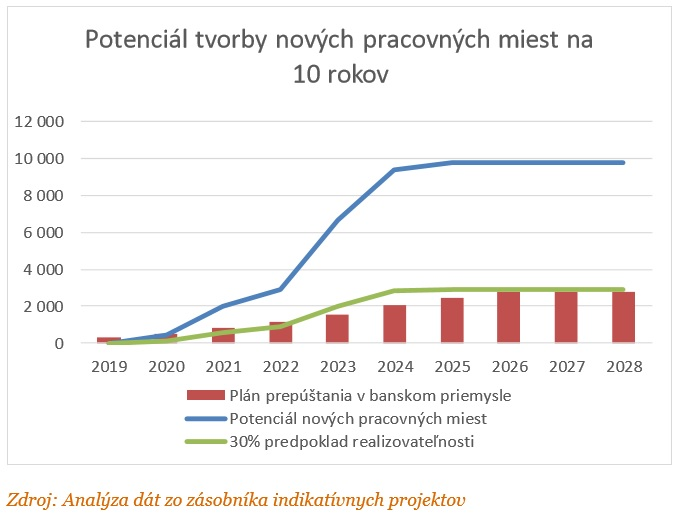 Potenciál tvorby nových pracovných miest na
10 rokov
12 000
10 000
8 000
6 000
4 000
2 000
0
2019 2020 2021 2022 2023 2024 2025 2026 2027 2028
Plán prepúštania v banskom priemysle
Potenciál nových pracovných miest
30% predpoklad realizovateľnosti
Zdroj: Analýza dát zo zásobníka indikatívnych projektov